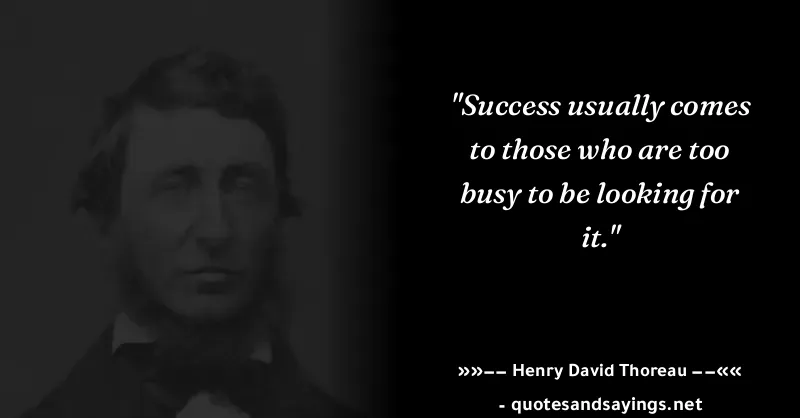 "Success usually comes
to those who are too
busy to be looking for
it."
»»–– Henry David Thoreau ––««
- quotesandsayings.net